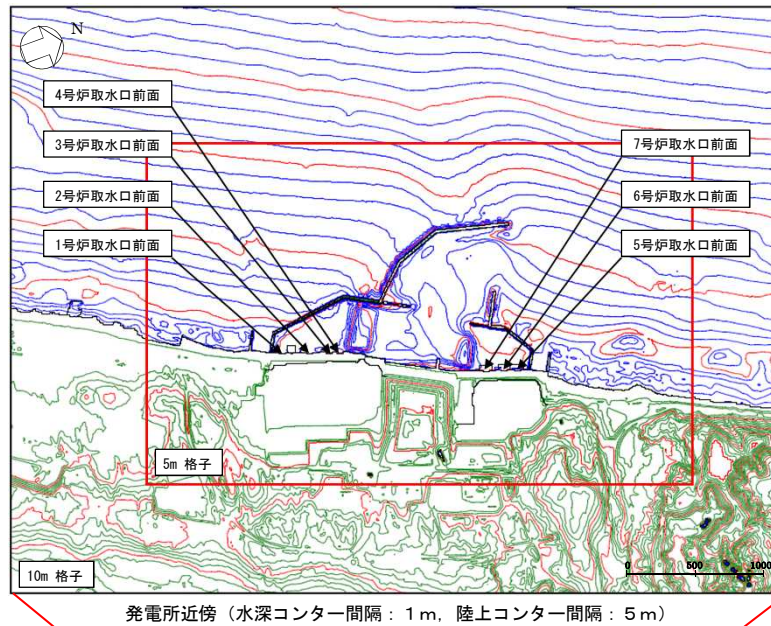 N
4号炉取水口前面
3号炉取水口前面
2号炉取水口前面
1号炉取水口前面
7号炉取水口前面
6号炉取水口前面
5号炉取水口前面
5m 格子
10m 格子
0 500 1000
発電所近傍（水深コンター間隔：1m，陸上コンター間隔：5m）